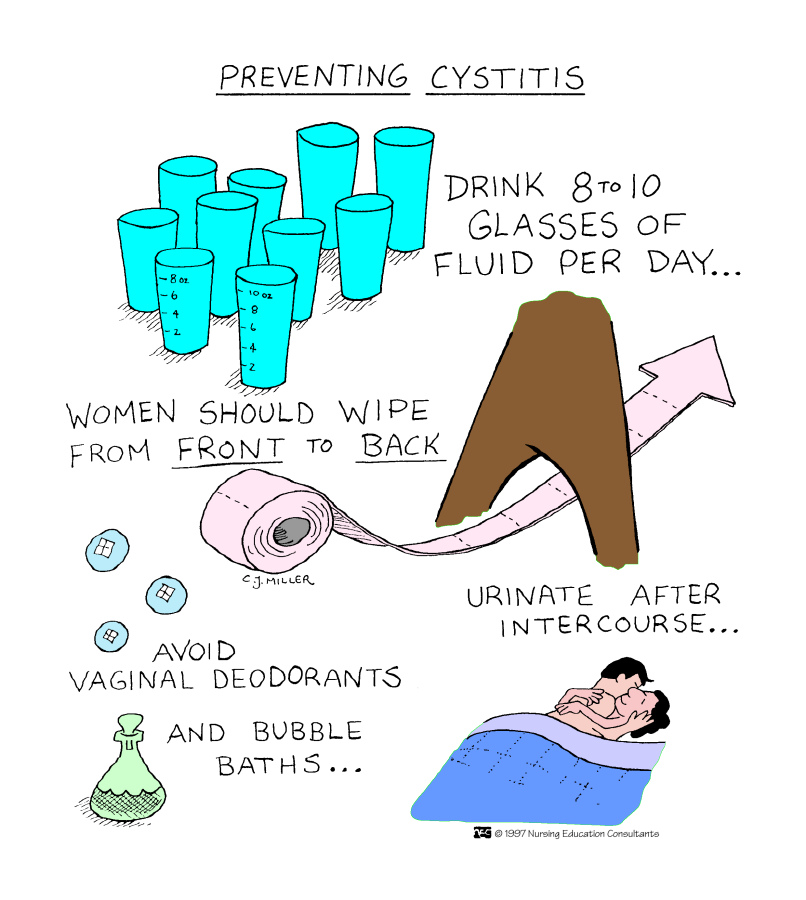 PREVENTING CYSTITIS
DRINK 8 TO 10
GLASSES OF
FLUID PER DAY...
8 oz
6
4
2
10 oz
8
6
4
2
WOMEN SHOULD WIPE
FROM FRONT TO BACK
C.J. MILLER
URINATE AFTER
INTERCOURSE...
AVOID
VAGINAL DEODORANTS
AND BUBBLE
BATHS...
NEC © 1997 Nursing Education Consultants